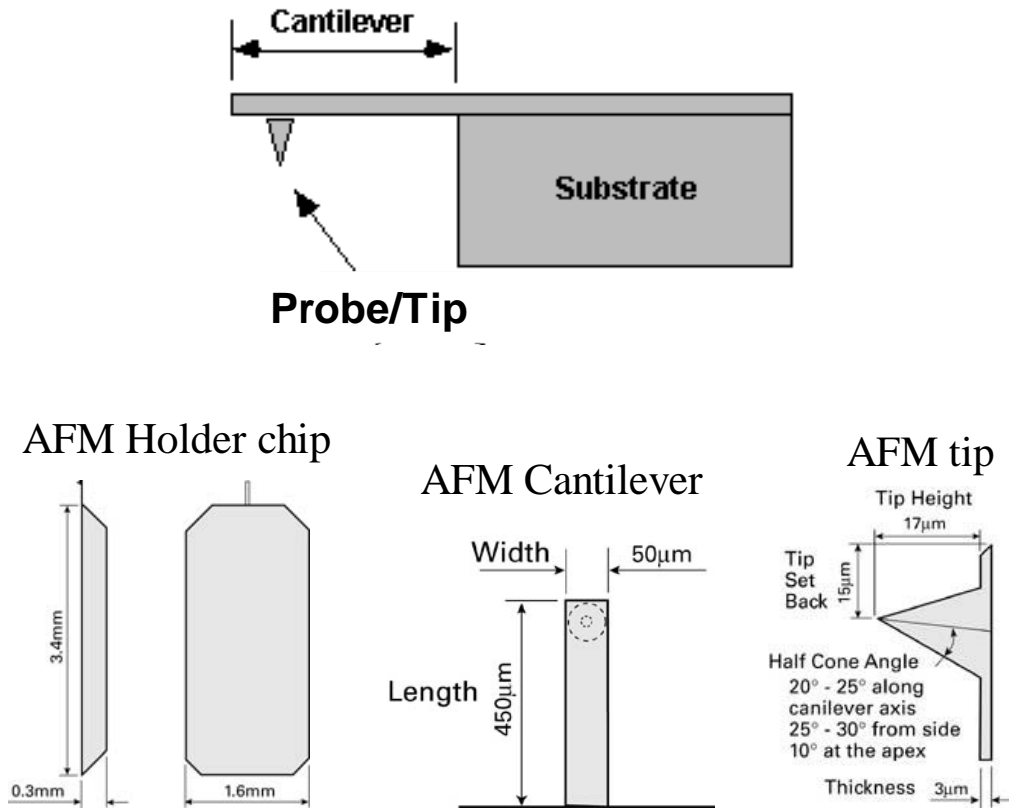 Cantilever
Substrate
Probe/Tip
AFM Holder chip
3.4mm
0.3mm
1.6mm
AFM Cantilever
Width
50μm
Length
450μm
AFM tip
Tip Height
17μm
Tip
Set
Back
15μm
Half Cone Angle
20° - 25° along
canilever axis
25° - 30° from side
10° at the apex
Thickness
3μm